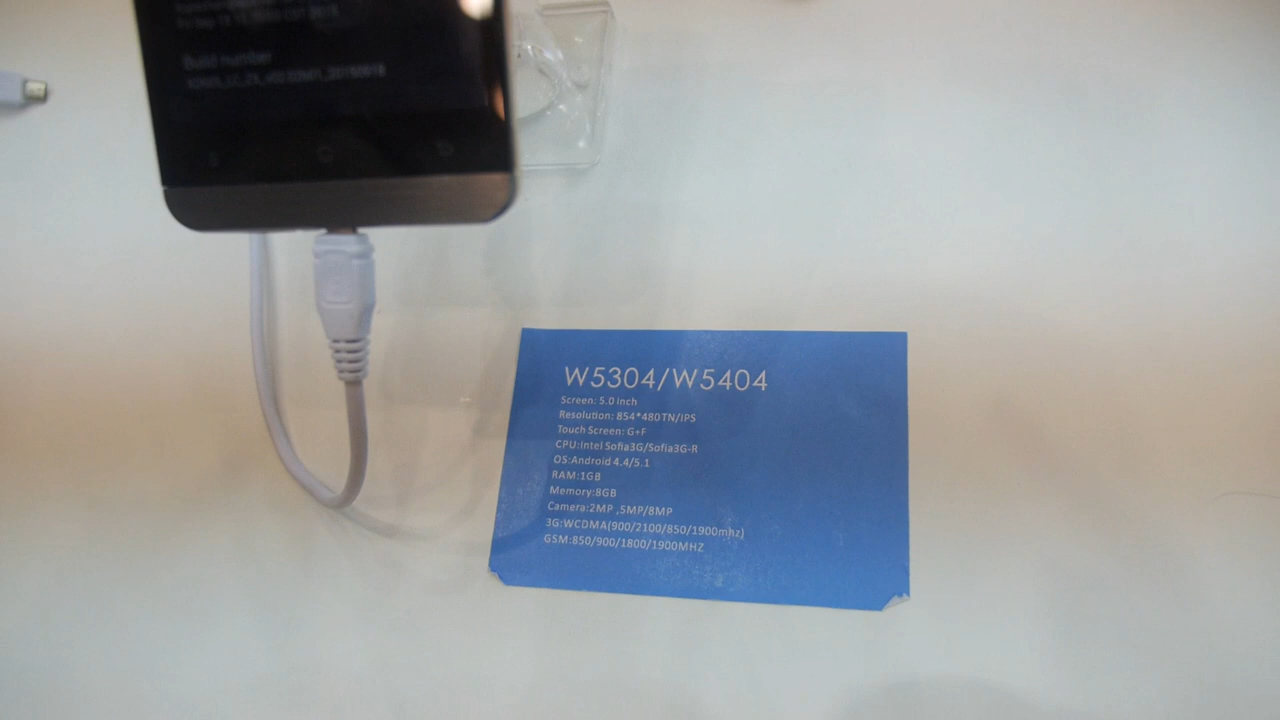 Build number
W5304/W5404
Screen: 5.0 Inch
Resolution: 854*480TN/IPS
Touch Screen: G+F
CPU:Intel Sofia3G/Sofia3G-R
OS:Android 4.4/5.1
RAM:1GB
Memory:8GB
Camera:2MP ,5MP/8MP
3G:WCDMA(900/2100/850/1900mhz)
GSM:850/900/1800/1900MHZ